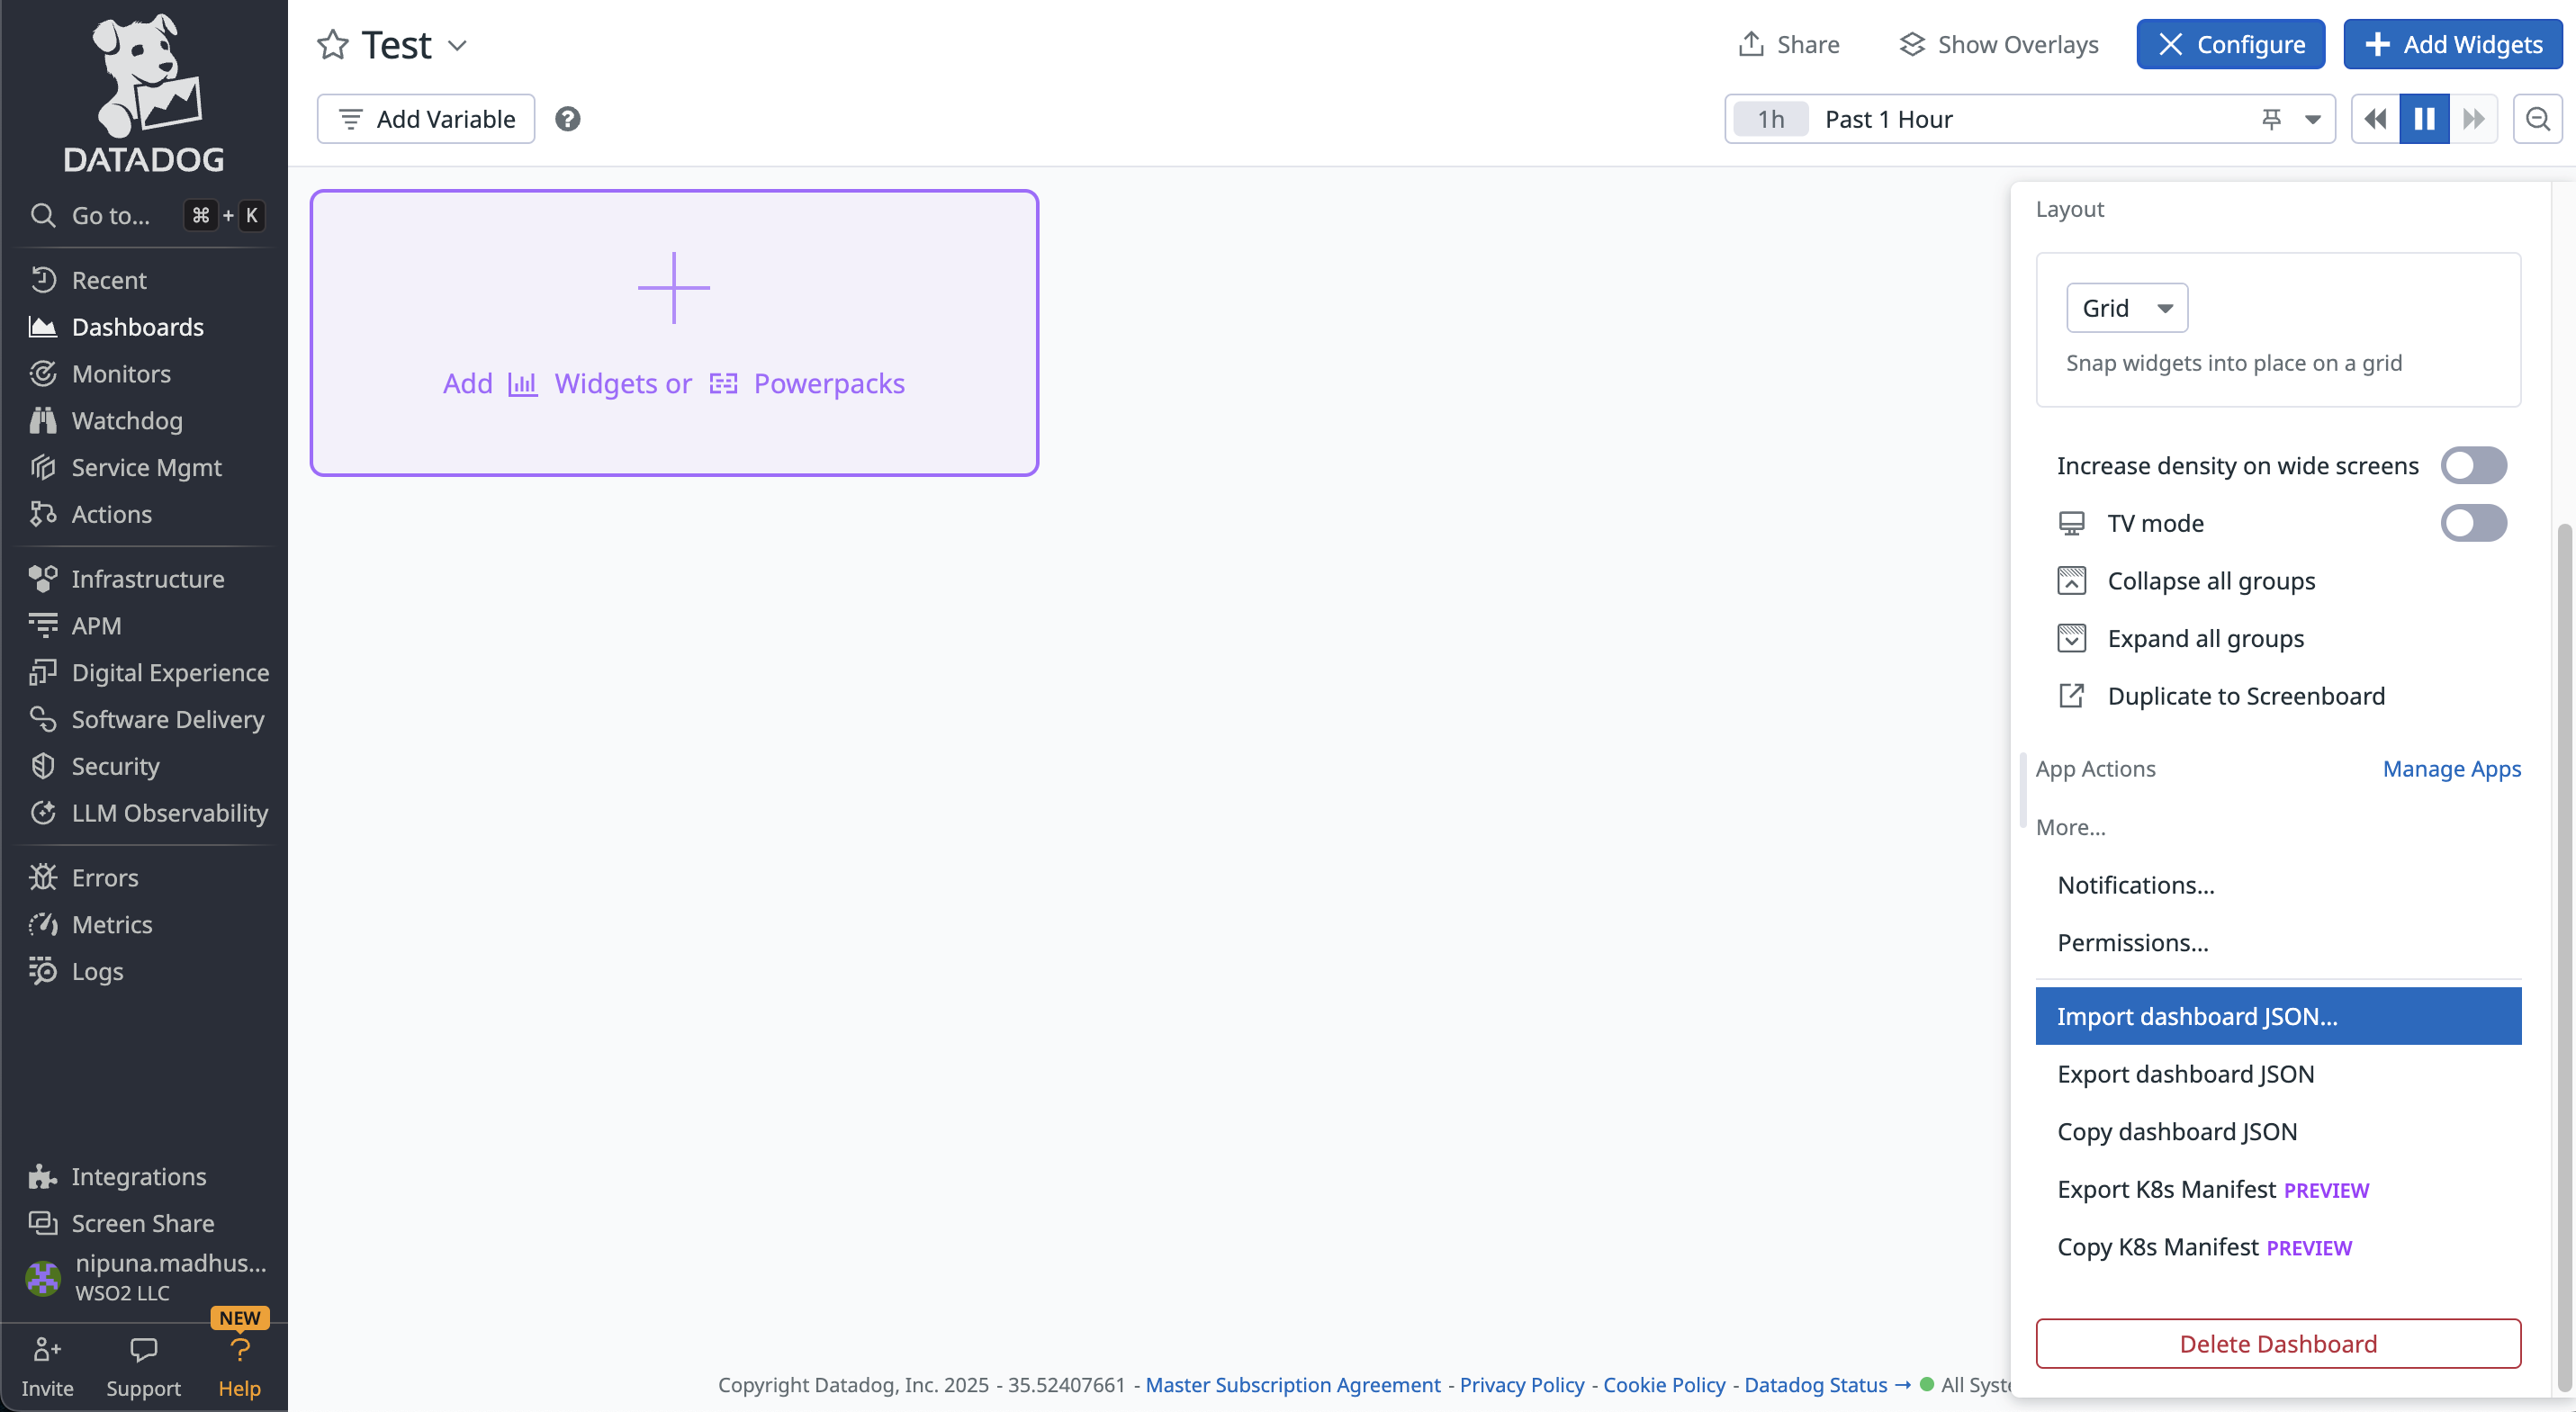 DATADOG
Go to... ⌘ + K
Recent
Dashboards
Monitors
Watchdog
Service Mgmt
Actions
Infrastructure
APM
Digital Experience
Software Delivery
Security
LLM Observability
Errors
Metrics
Logs
Integrations
Screen Share
nipuna.madhus...
WSO2 LLC
NEW
Invite Support Help
Test
Share Show Overlays Configure Add Widgets
Add Variable
1h Past 1 Hour
Add Widgets or Powerpacks
Layout
Grid
Snap widgets into place on a grid
Increase density on wide screens
TV mode
Collapse all groups
Expand all groups
Duplicate to Screenboard
App Actions Manage Apps
More...
Notifications...
Permissions...
Import dashboard JSON...
Export dashboard JSON
Copy dashboard JSON
Export K8s Manifest PREVIEW
Copy K8s Manifest PREVIEW
Delete Dashboard
Copyright Datadog, Inc. 2025 - 35.52407661 - Master Subscription Agreement - Privacy Policy - Cookie Policy - Datadog Status → All